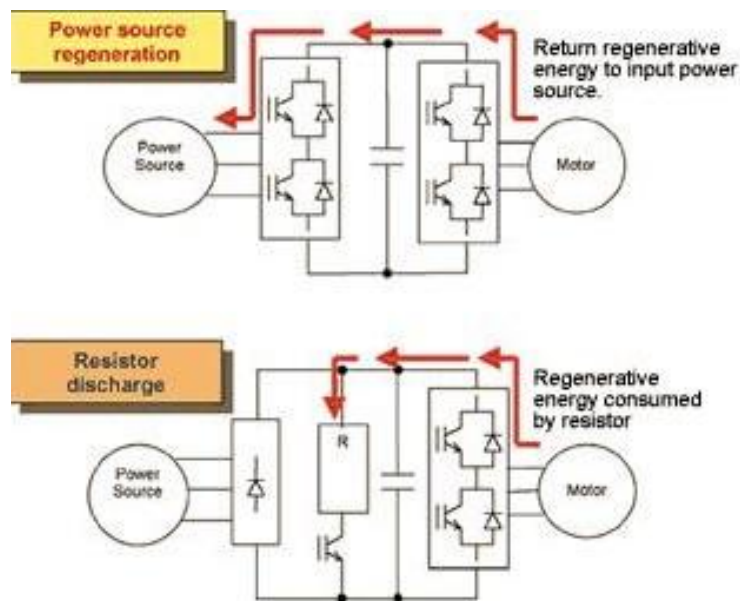 Power source
regeneration
Return regenerative
energy to input power
source.
Power
Source
Motor
Resistor
discharge
Regenerative
energy consumed
by resistor
R
Power
Source
Motor